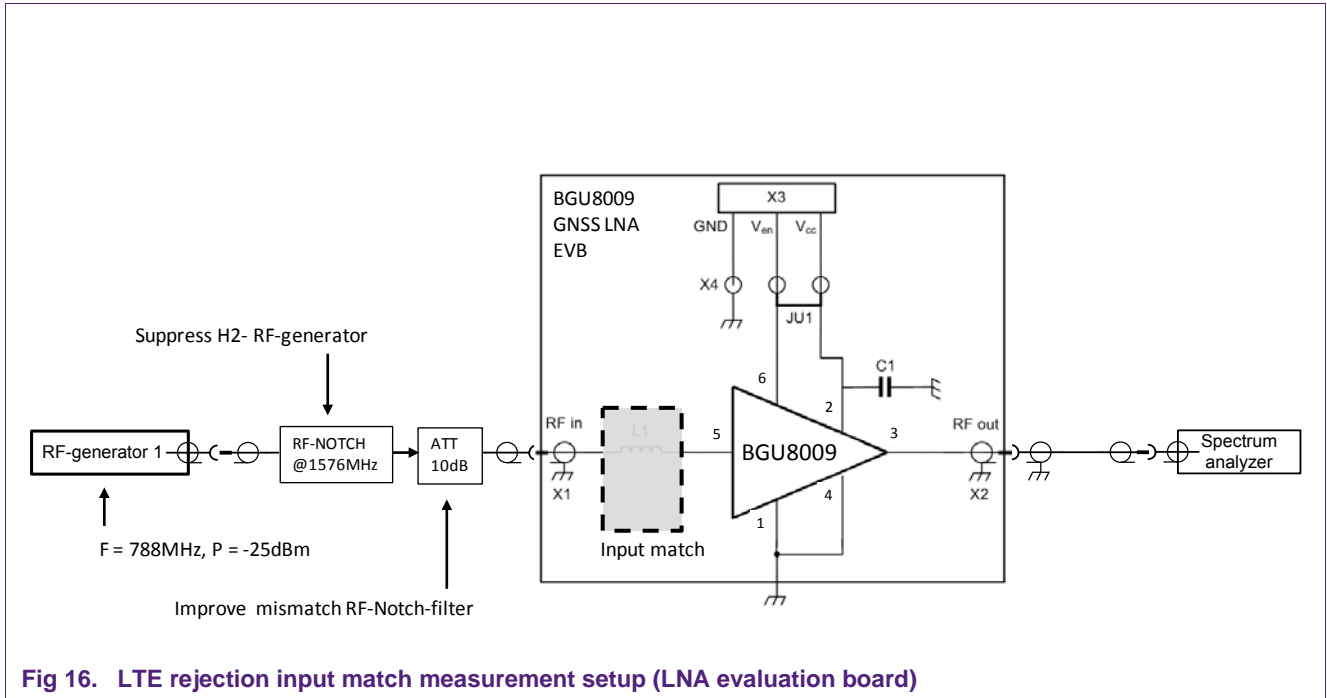 BGU8009
GNSS LNA
EVB
X3
GND
Ven
Vcc
X4
JU1
C1
Suppress H2- RF-generator
6
2
RF in
L1
5
BGU8009
3
RF out
RF-generator 1
RF-NOTCH
@1576MHz
ATT
10dB
Spectrum
analyzer
X1
4
X2
1
Input match
F = 788MHz, P = -25dBm
Improve mismatch RF-Notch-filter
Fig 16. LTE rejection input match measurement setup (LNA evaluation board)